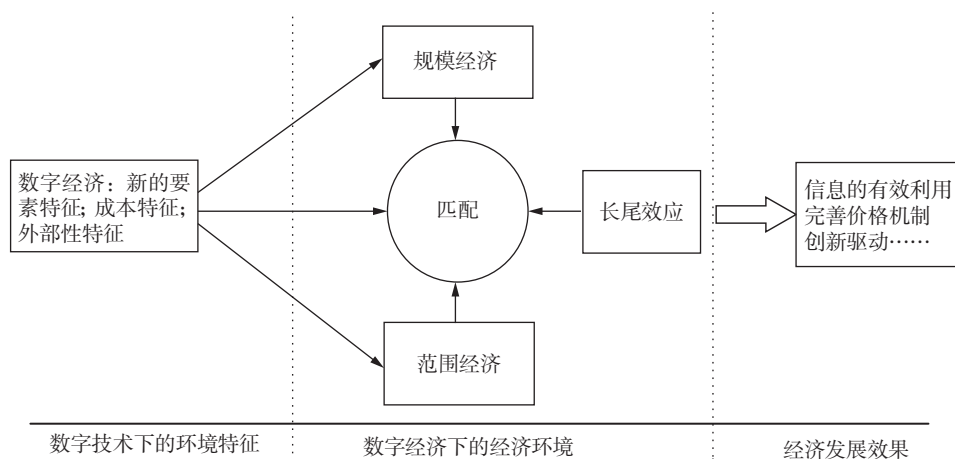 规模经济
数字经济：新的要
素特征；成本特征；
外部性特征
匹配
长尾效应
信息的有效利用
完善价格机制
创新驱动……
范围经济
数字技术下的环境特征
数字经济下的经济环境
经济发展效果